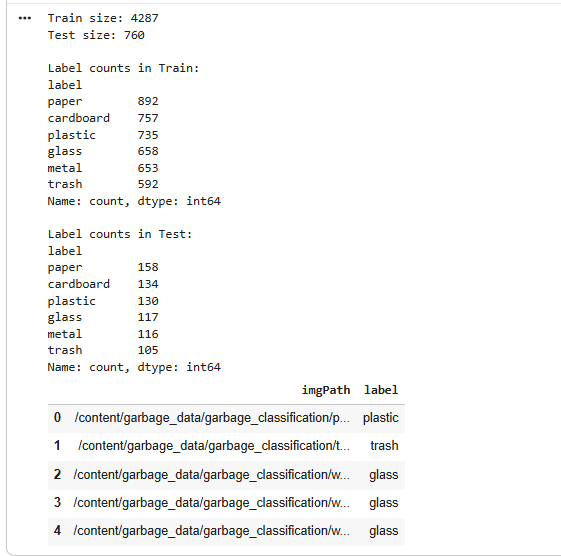 Train size: 4287
Test size: 760
Label counts in Train:
label
paper 892
cardboard 757
plastic 735
glass 658
metal 653
trash 592
Name: count, dtype: int64
Label counts in Test:
label
paper 158
cardboard 134
plastic 130
glass 117
metal 116
trash 105
Name: count, dtype: int64
imgPath label
0 /content/garbage_data/garbage_classification/p... plastic
1 /content/garbage_data/garbage_classification/t... trash
2 /content/garbage_data/garbage_classification/w... glass
3 /content/garbage_data/garbage_classification/w... glass
4 /content/garbage_data/garbage_classification/w... glass